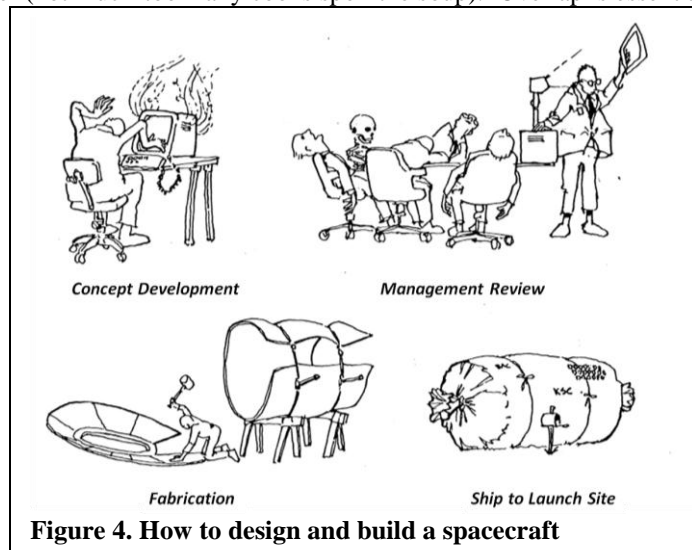 Concept Development
Management Review
KSC
Fabrication
Ship to Launch Site
Figure 4. How to design and build a spacecraft